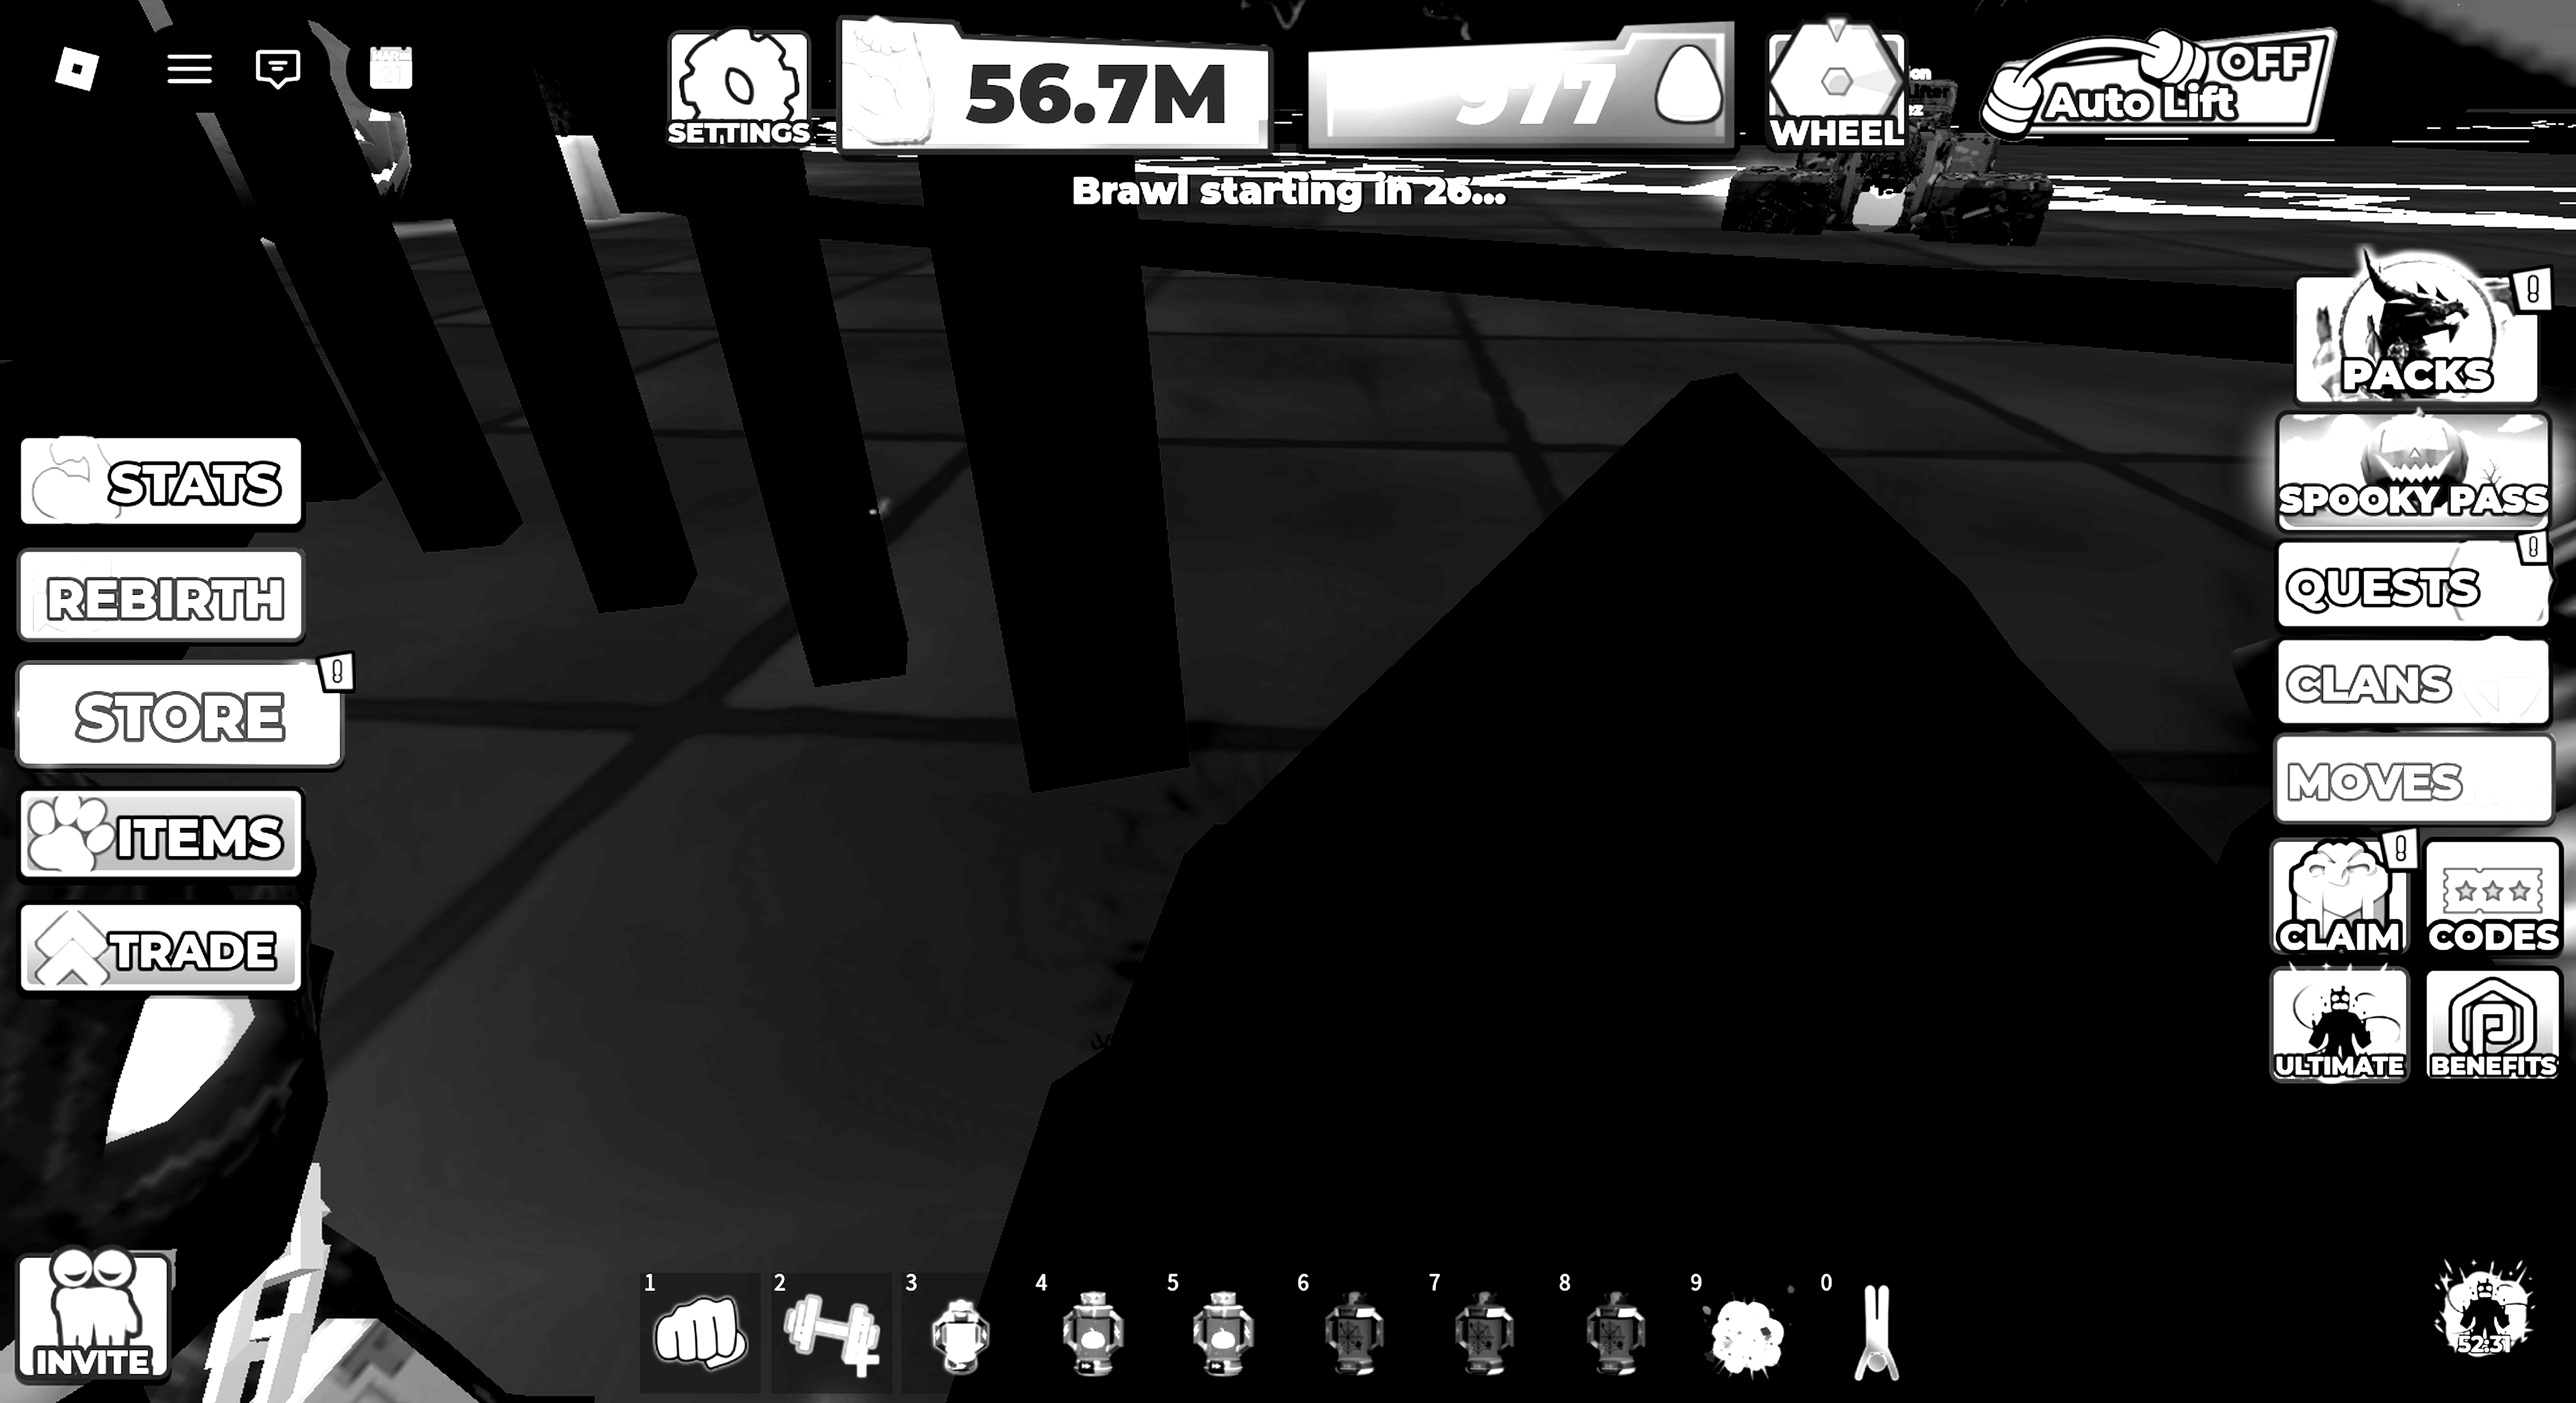 SETTINGS
56.7M
977
WHEEL
OFF
Auto Lift
Brawl starting in 26...
STATS
REBIRTH
STORE
ITEMS
TRADE
INVITE
PACKS
SPOOKY PASS
QUESTS
CLANS
MOVES
CLAIM
CODES
ULTIMATE
BENEFITS
1
2
3
4
5
6
7
8
9
0
52:31